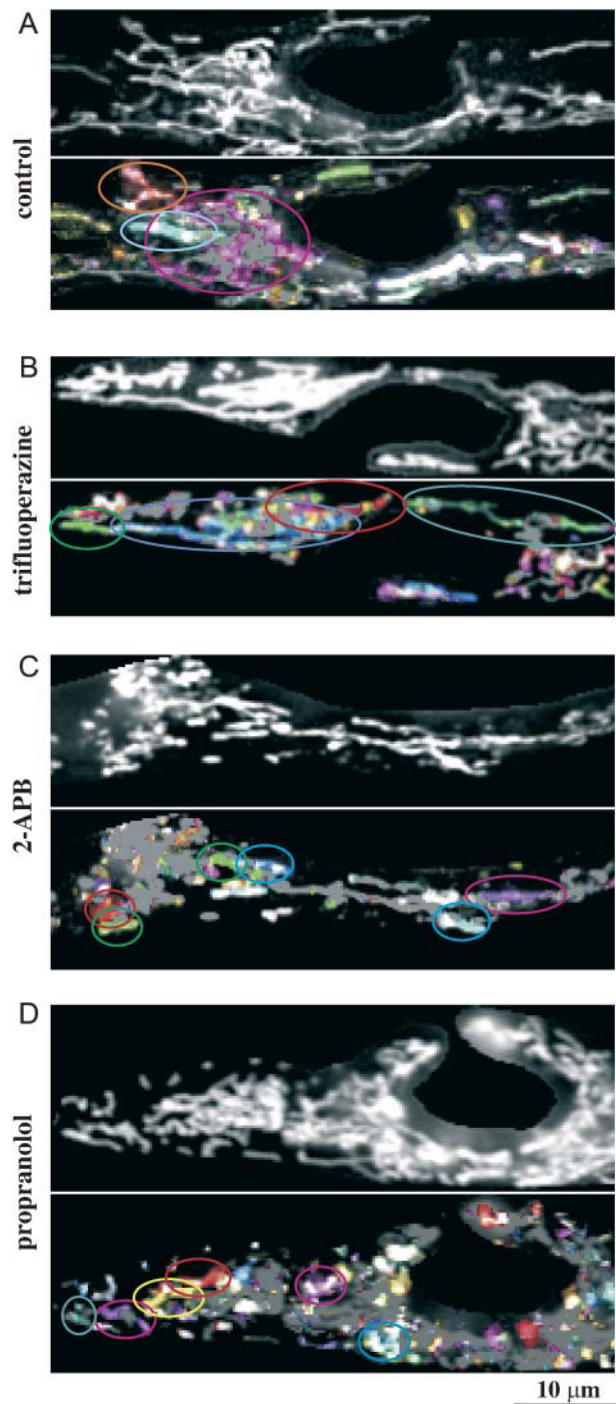 A
control
B
trifluoperazine
C
2-APB
D
propranolol
10 μm